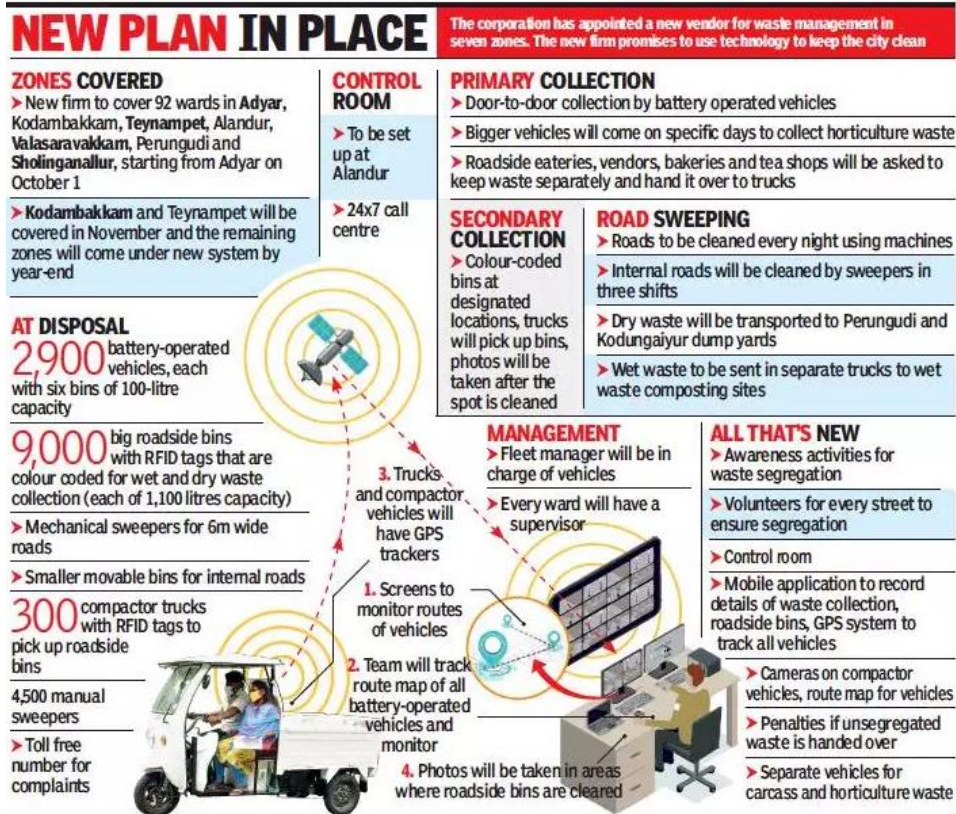 NEW PLAN IN PLACE
The corporation has appointed a new vendor for waste management in
seven zones. The new firm promises to use technology to keep the city clean
ZONES COVERED
➤ New firm to cover 92 wards in Adyar,
Kodambakkam, Teynampet, Alandur,
Valasaravakkam, Perungudi and
Sholinganallur, starting from Adyar on
October 1
➤ Kodambakkam and Teynampet will be
covered in November and the remaining
zones will come under new system by
year-end
CONTROL
ROOM
➤ To be set
up at
Alandur
➤ 24x7 call
centre
PRIMARY COLLECTION
➤ Door-to-door collection by battery operated vehicles
➤ Bigger vehicles will come on specific days to collect horticulture waste
➤ Roadside eateries, vendors, bakeries and tea shops will be asked to
keep waste separately and hand it over to trucks
SECONDARY
COLLECTION
➤ Colour-coded
bins at
designated
locations, trucks
will pick up bins,
photos will be
taken after the
spot is cleaned
ROAD SWEEPING
➤ Roads to be cleaned every night using machines
➤ Internal roads will be cleaned by sweepers in
three shifts
➤ Dry waste will be transported to Perungudi and
Kodungaiyur dump yards
➤ Wet waste to be sent in separate trucks to wet
waste composting sites
AT DISPOSAL
2,900 battery-operated
vehicles, each
with six bins of 100-litre
capacity
9,000 big roadside bins
with RFID tags that are
colour coded for wet and dry waste
collection (each of 1,100 litres capacity)
➤ Mechanical sweepers for 6m wide
roads
➤ Smaller movable bins for internal roads
300 compactor trucks
with RFID tags to
pick up roadside
bins
4,500 manual
sweepers
➤ Toll free
number for
complaints
3. Trucks
and compactor
vehicles will
have GPS
trackers
1. Screens to
monitor routes
of vehicles
2. Team will track
route map of all
battery-operated
vehicles and
monitor
4. Photos will be taken in areas
where roadside bins are cleared
MANAGEMENT
➤ Fleet manager will be in
charge of vehicles
➤ Every ward will have a
supervisor
ALL THAT'S NEW
➤ Awareness activities for
waste segregation
➤ Volunteers for every street to
ensure segregation
➤ Control room
➤ Mobile application to record
details of waste collection,
roadside bins, GPS system to
track all vehicles
➤ Cameras on compactor
vehicles, route map for vehicles
➤ Penalties if unsegregated
waste is handed over
➤ Separate vehicles for
carcass and horticulture waste